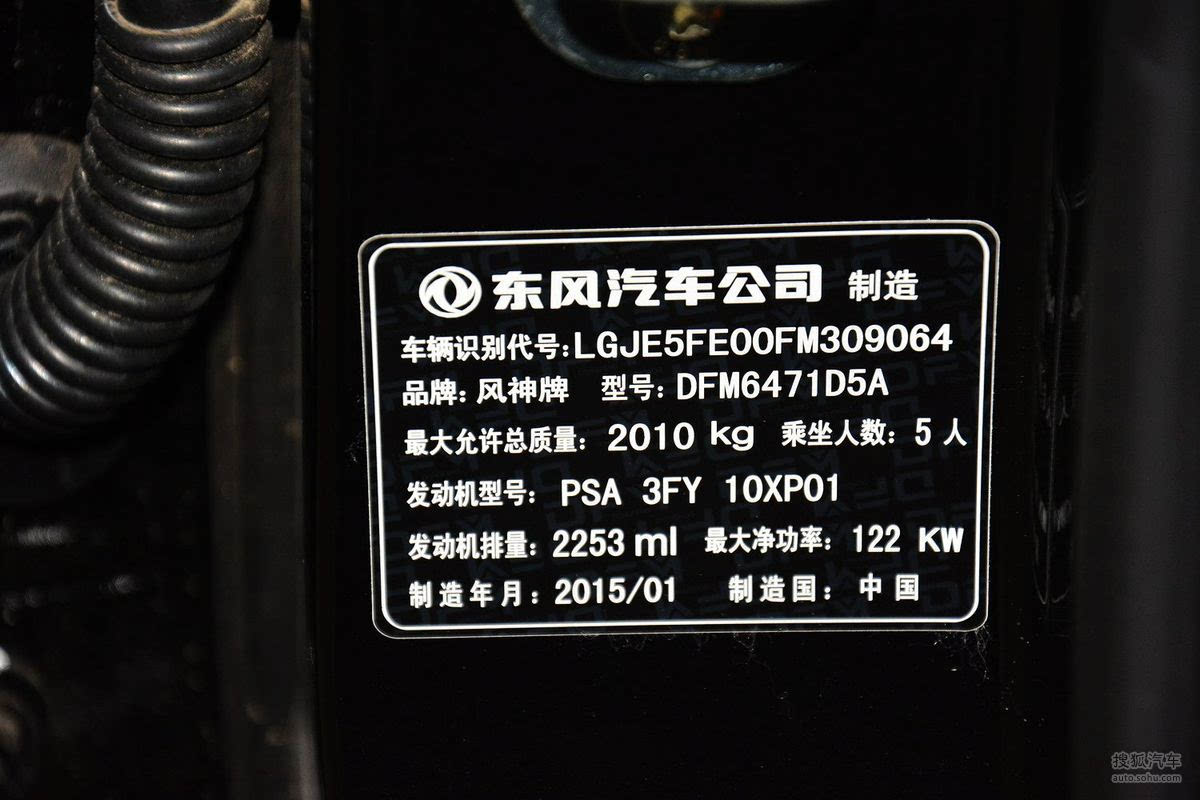 东风汽车公司 制造
车辆识别代号:LGJE5FE00FM309064
品牌:风神牌 型号:DFM6471D5A
最大允许总质量: 2010 kg 乘坐人数: 5 人
发动机型号: PSA 3FY 10XP01
发动机排量: 2253 ml 最大净功率: 122 KW
制造年月: 2015/01 制造国: 中国
搜狐汽车
auto.sohu.com